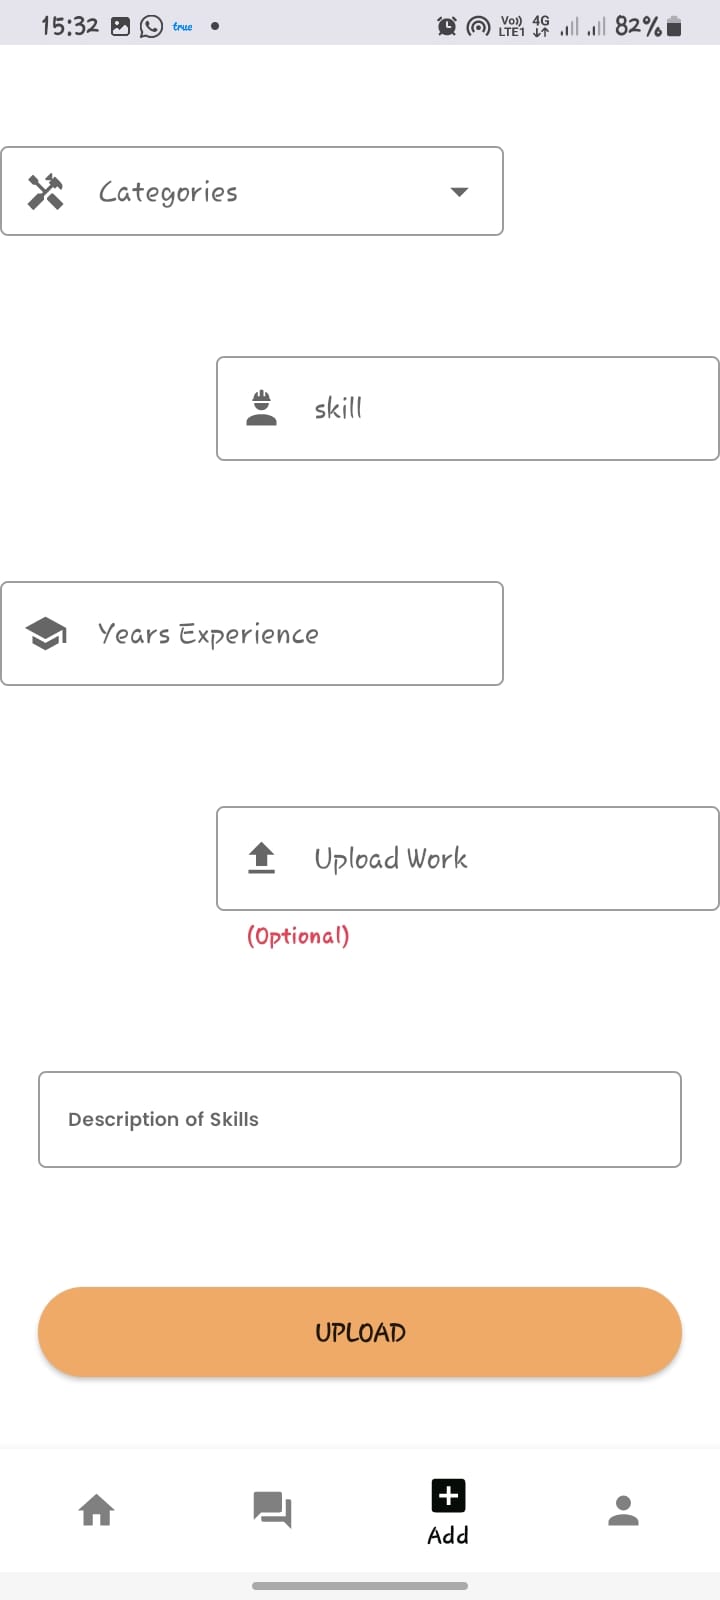 15:32 true Vo)) LTE1 4G 82%
Categories
skill
Years Experience
Upload Work
(Optional)
Description of Skills
UPLOAD
Add